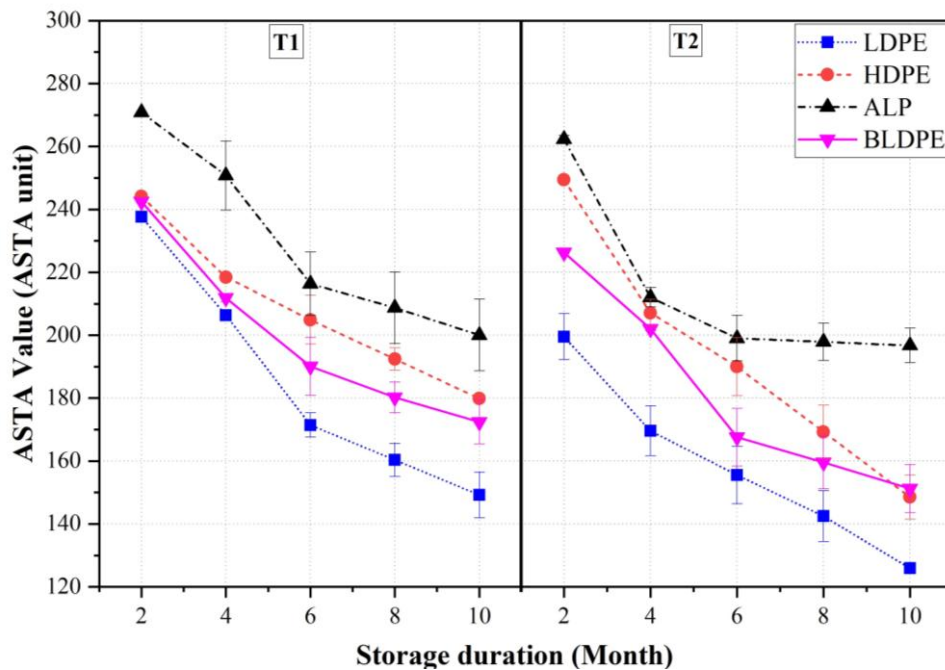 T1
T2
LDPE
HDPE
ALP
BLDPE
ASTA Value (ASTA unit)
300
280
260
240
220
200
180
160
140
120
2 4 6 8 10 2 4 6 8 10
Storage duration (Month)